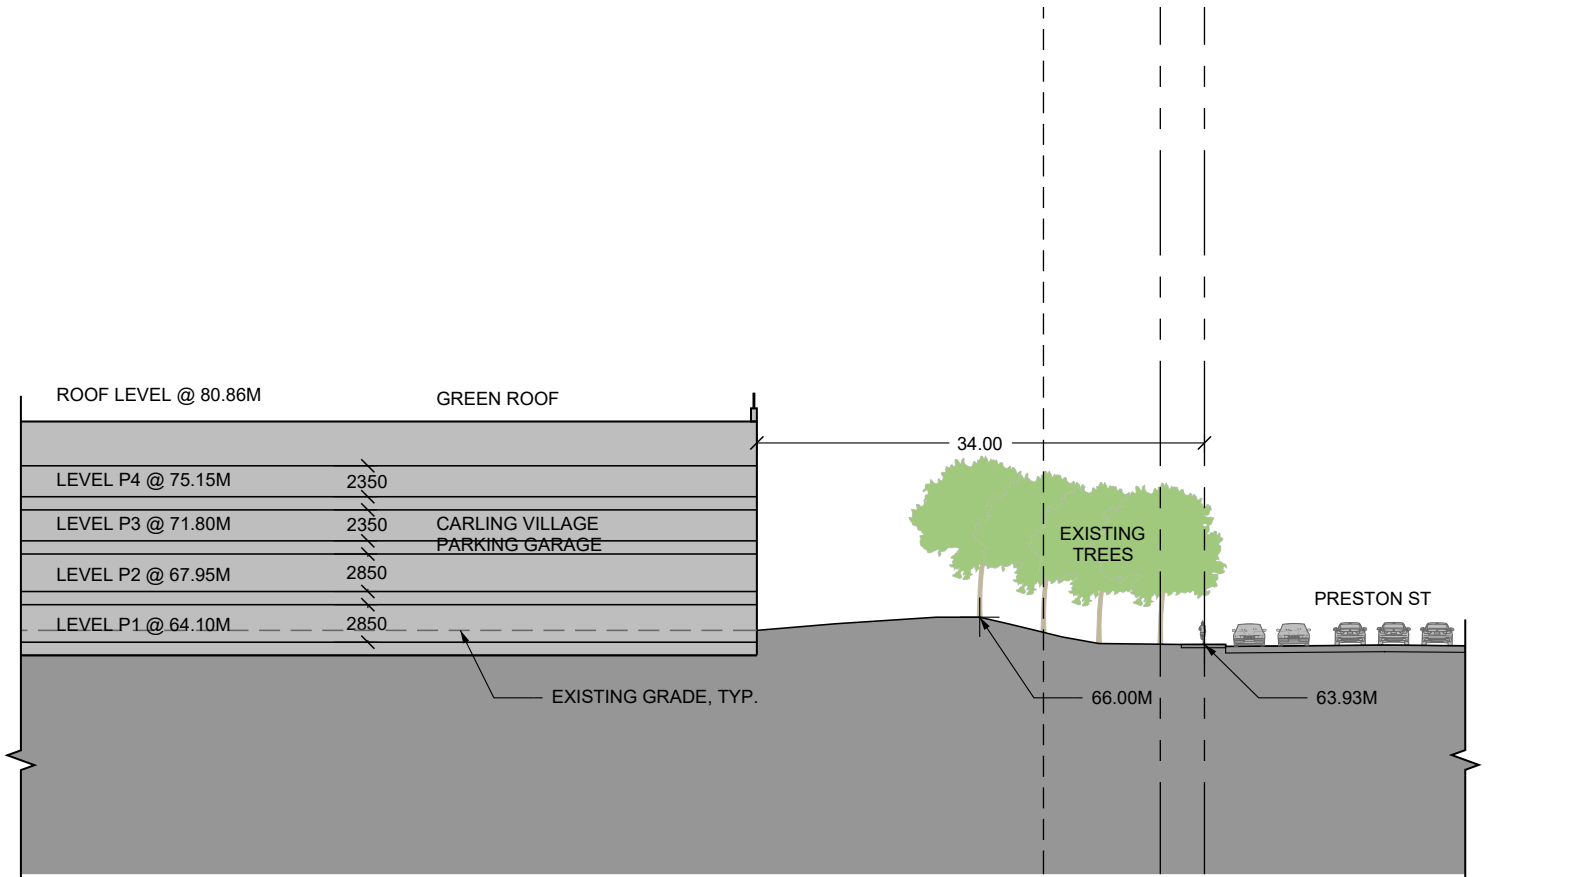 ROOF LEVEL @ 80.86M
GREEN ROOF
34.00
LEVEL P4 @ 75.15M
2350
LEVEL P3 @ 71.80M
2350
CARLING VILLAGE
PARKING GARAGE
EXISTING
TREES
LEVEL P2 @ 67.95M
2850
PRESTON ST
LEVEL P1 @ 64.10M
2850
EXISTING GRADE, TYP.
66.00M
63.93M